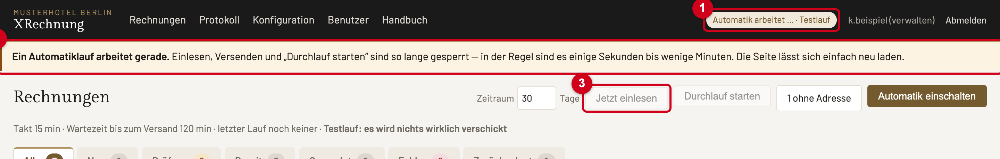 MUSTERHOTEL BERLIN
XRechnung
Rechnungen
Protokoll
Konfiguration
Benutzer
Handbuch
1
Automatik arbeitet ... · Testlauf
k.beispiel (verwalten)
Abmelden
Ein Automatiklauf arbeitet gerade. Einlesen, Versenden und „Durchlauf starten“ sind so lange gesperrt — in der Regel sind es einige Sekunden bis wenige Minuten. Die Seite lässt sich einfach neu laden.
Rechnungen
Zeitraum
30
Tage
3
Jetzt einlesen
Durchlauf starten
1 ohne Adresse
Automatik einschalten
Takt 15 min · Wartezeit bis zum Versand 120 min · letzter Lauf noch keiner · Testlauf: es wird nichts wirklich verschickt